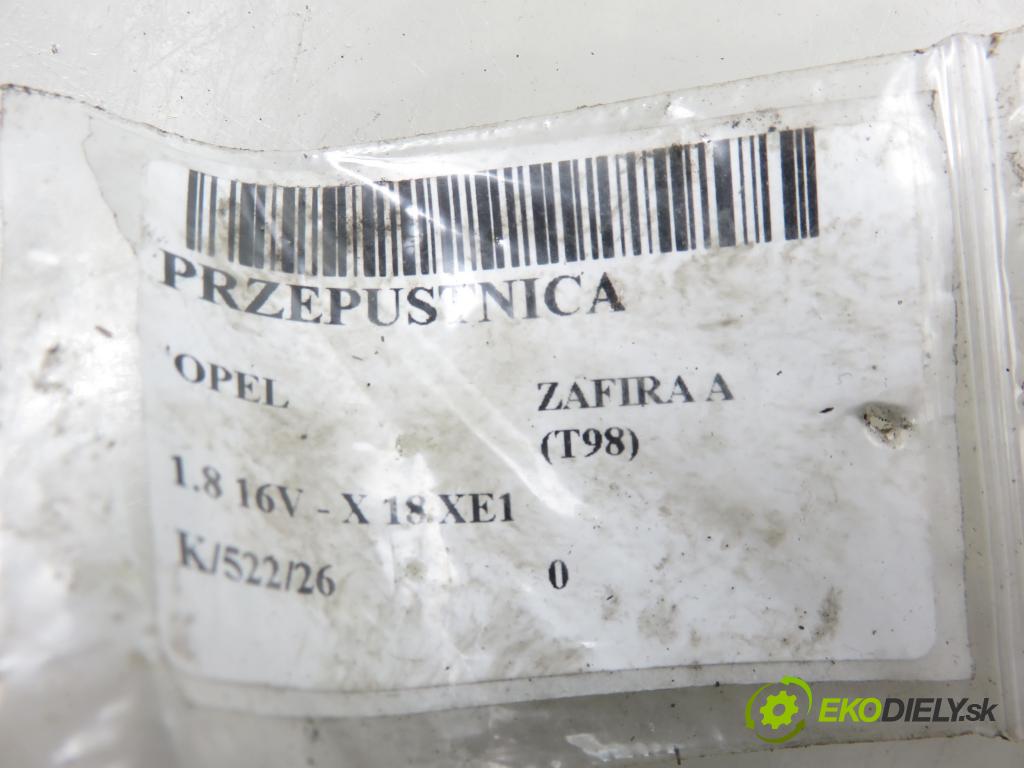 PRZEPUSTNICA
OPEL ZAFIRA A
(T98)
1.8 16V - X 18 XE1
K/522/26 0
EKODIELY.sk